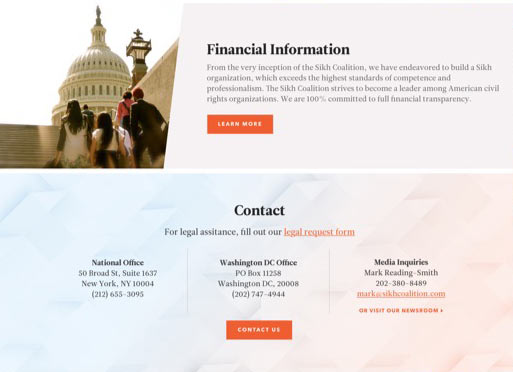 Financial Information
From the very inception of the Sikh Coalition, we have endeavored to build a Sikh
organization, which exceeds the highest standards of competence and
professionalism. The Sikh Coalition strives to become a leader among American civil
rights organizations. We are 100% committed to full financial transparency.
LEARN MORE
Contact
For legal assitance, fill out our legal request form
National Office
50 Broad St, Suite 1637
New York, NY 10004
(212) 655-3095
Washington DC Office
PO Box 11258
Washington DC, 20008
(202) 747-4944
Media Inquiries
Mark Reading-Smith
202-380-8489
mark@sikhcoalition.com
OR VISIT OUR NEWSROOM ›
CONTACT US